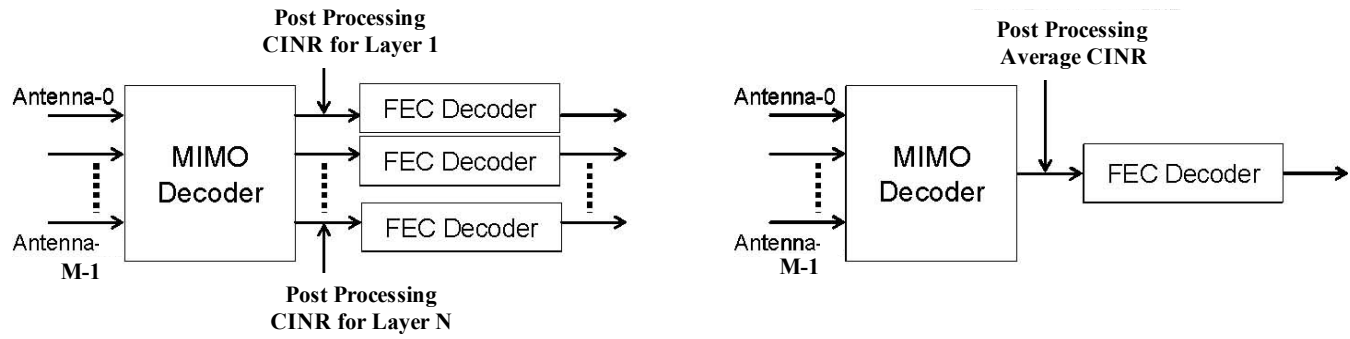 Post Processing
CINR for Layer 1
Antenna-0
MIMO
Decoder
FEC Decoder
FEC Decoder
FEC Decoder
Antenna-
M-1
Post Processing
CINR for Layer N
Post Processing
Average CINR
Antenna-0
MIMO
Decoder
FEC Decoder
Antenna-
M-1